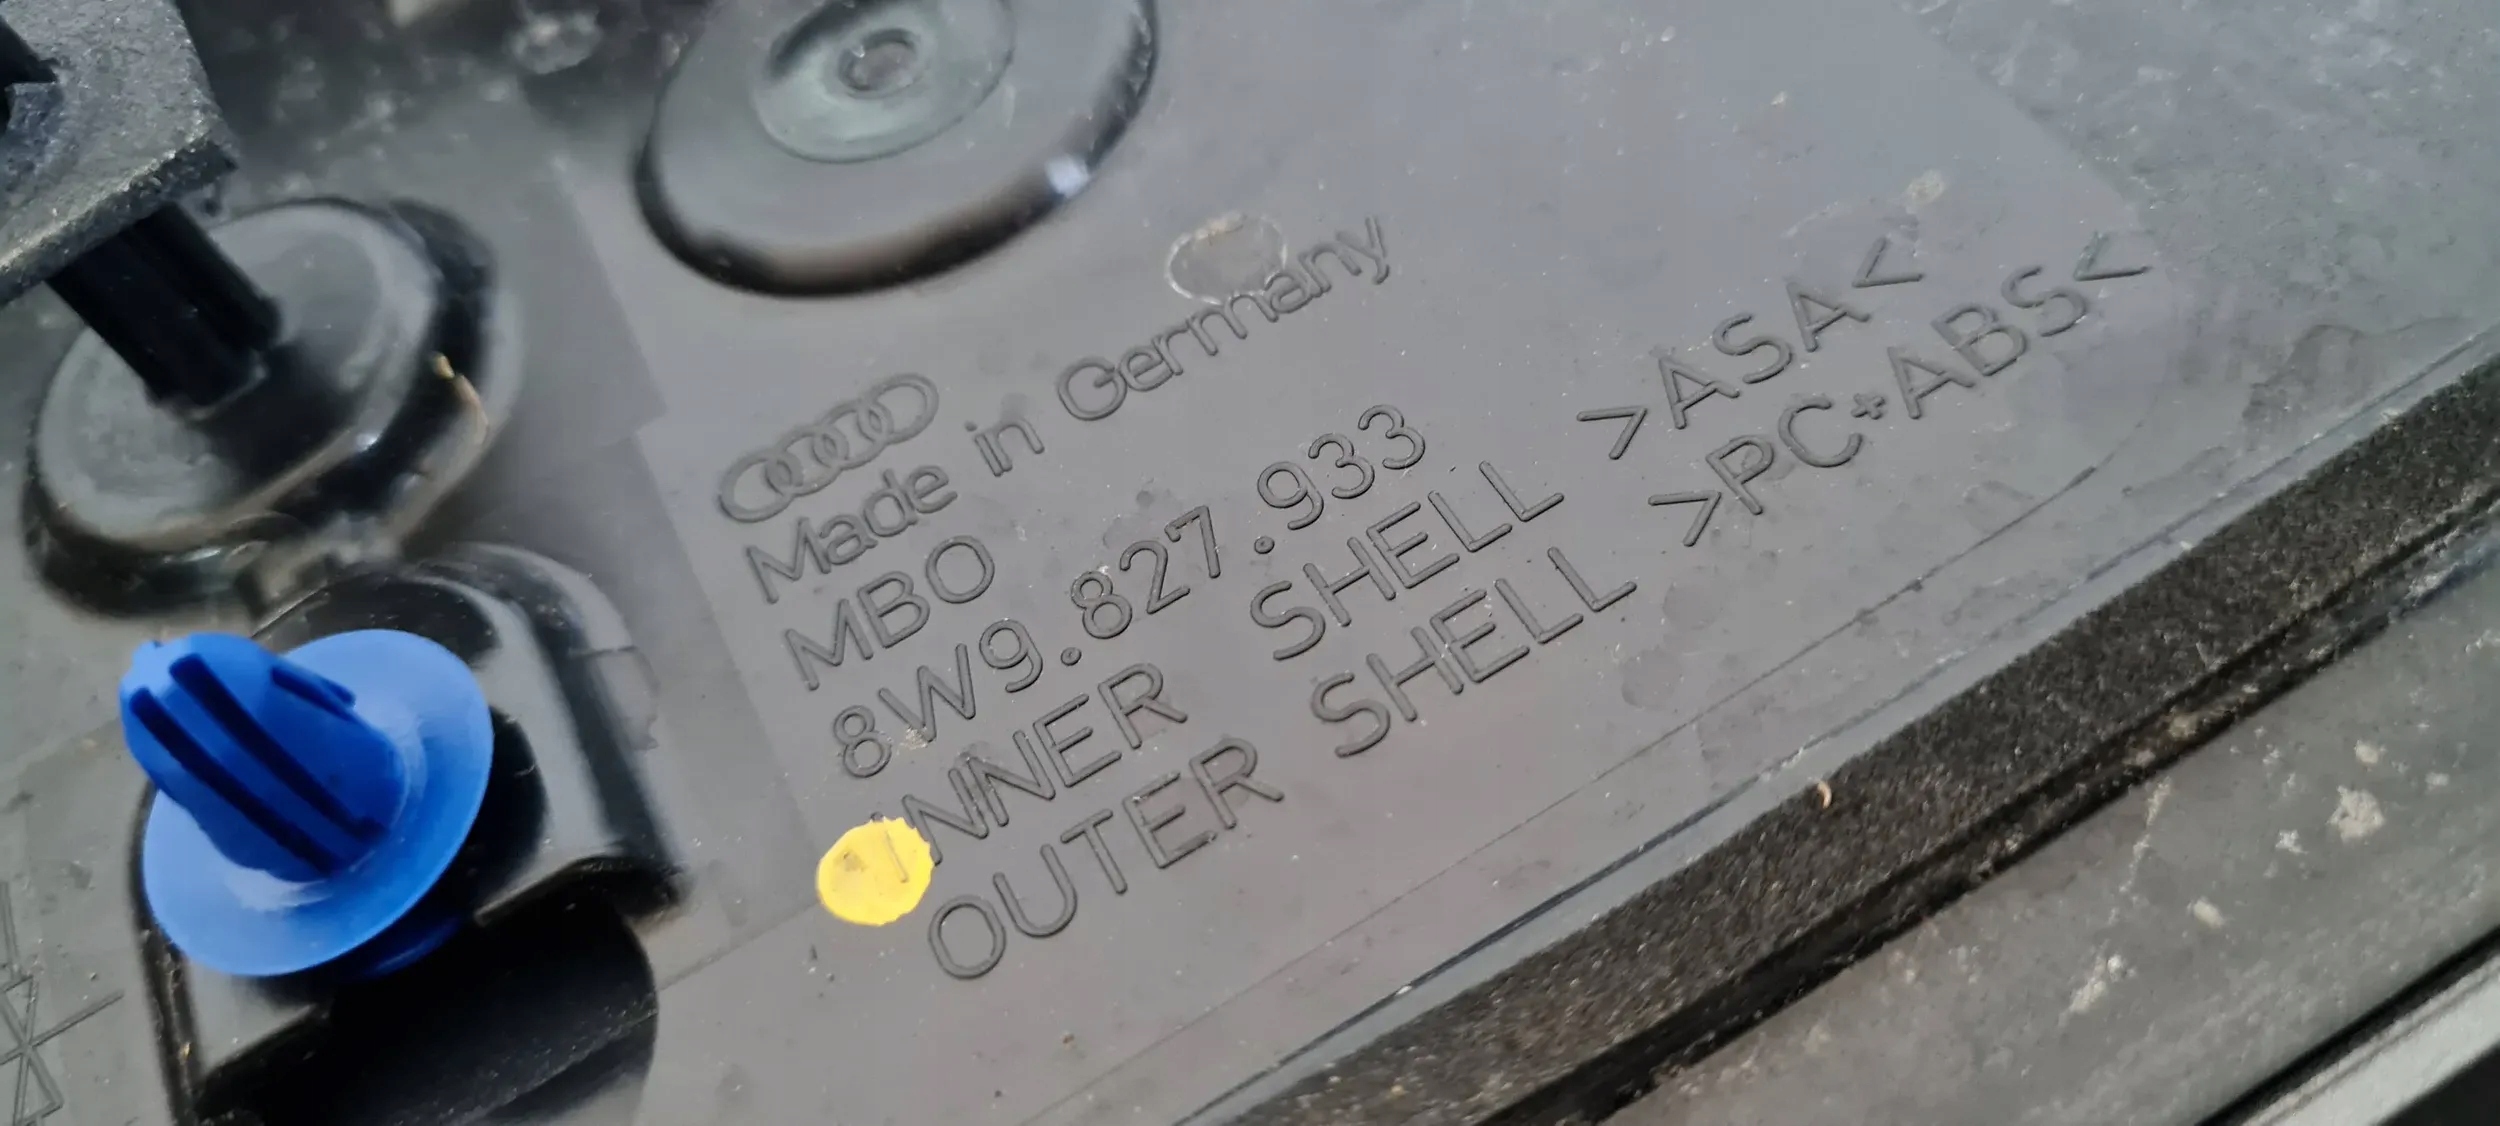 Made in Germany
MBO
8W9.827.933
INNER SHELL >ASA<
OUTER SHELL >PC+ABS<